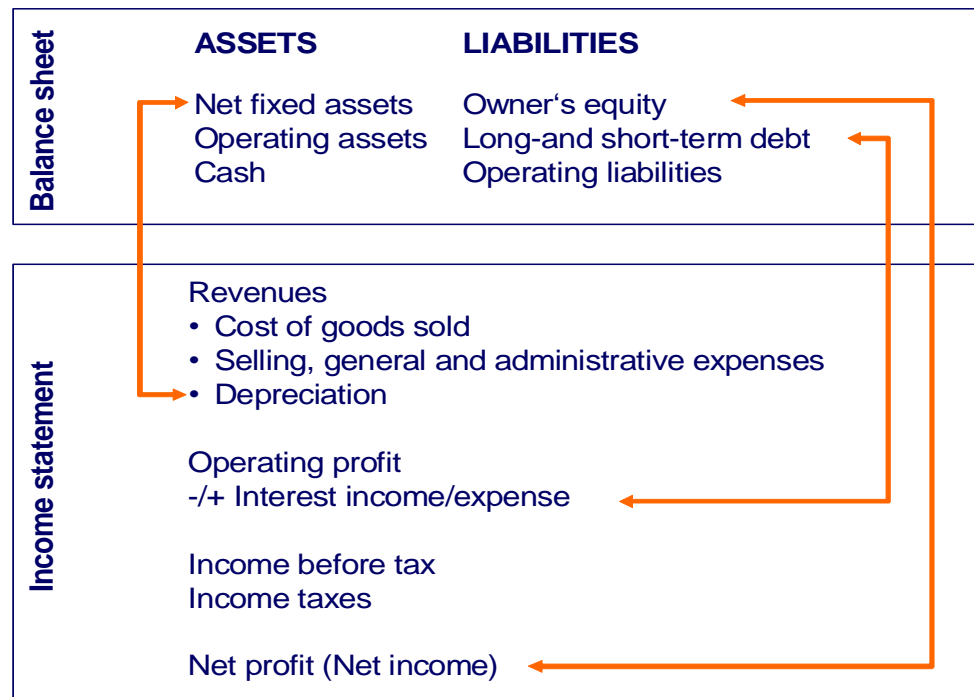 Balance sheet
ASSETS LIABILITIES
Net fixed assets Owner‘s equity
Operating assets Long-and short-term debt
Cash Operating liabilities
Income statement
Revenues
• Cost of goods sold
• Selling, general and administrative expenses
• Depreciation
Operating profit
-/+ Interest income/expense
Income before tax
Income taxes
Net profit (Net income)